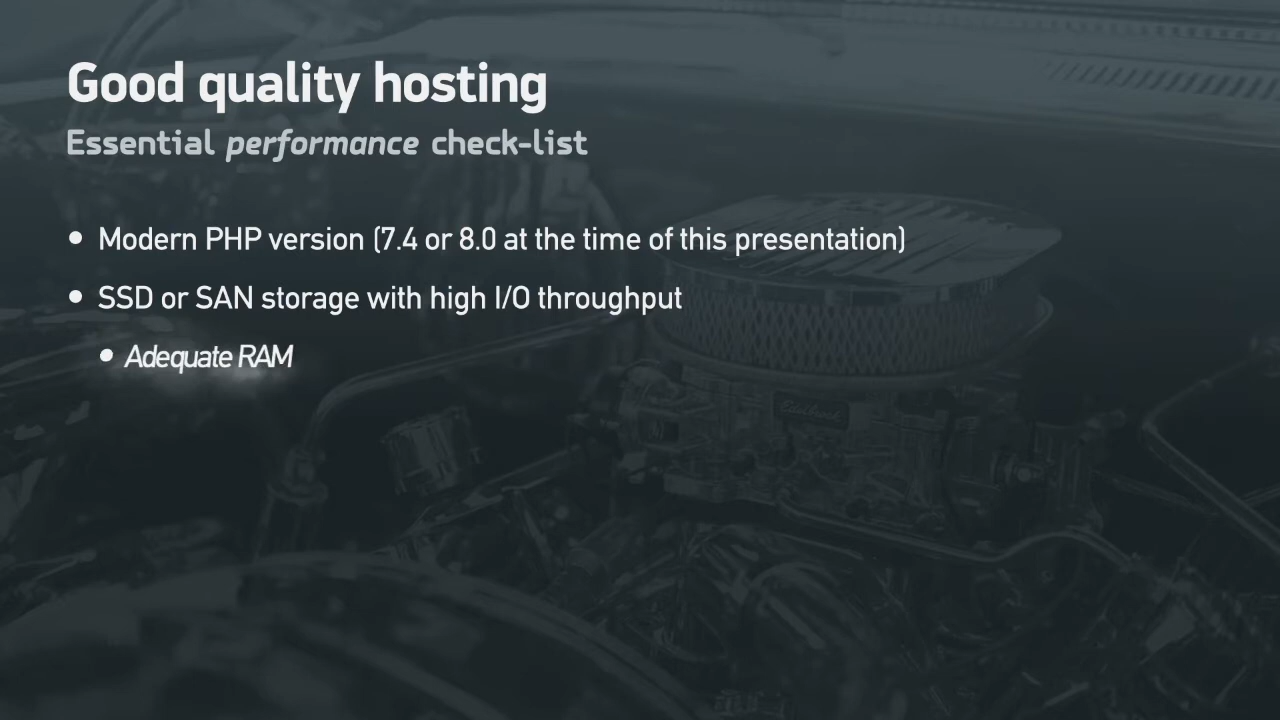 Good quality hosting
Essential performance check-list
• Modern PHP version (7.4 or 8.0 at the time of this presentation)
• SSD or SAN storage with high I/O throughput
• Adequate RAM
Edelbrock